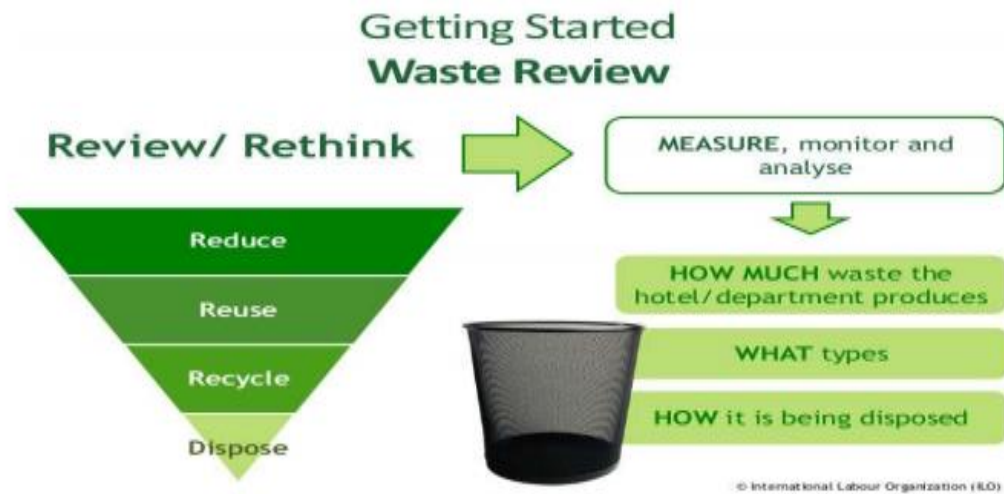 Getting Started
Waste Review
Review/ Rethink
Reduce
Reuse
Recycle
Dispose
MEASURE, monitor and
analyse
HOW MUCH waste the
hotel/department produces
WHAT types
HOW it is being disposed
© International Labour Organization (ILO)